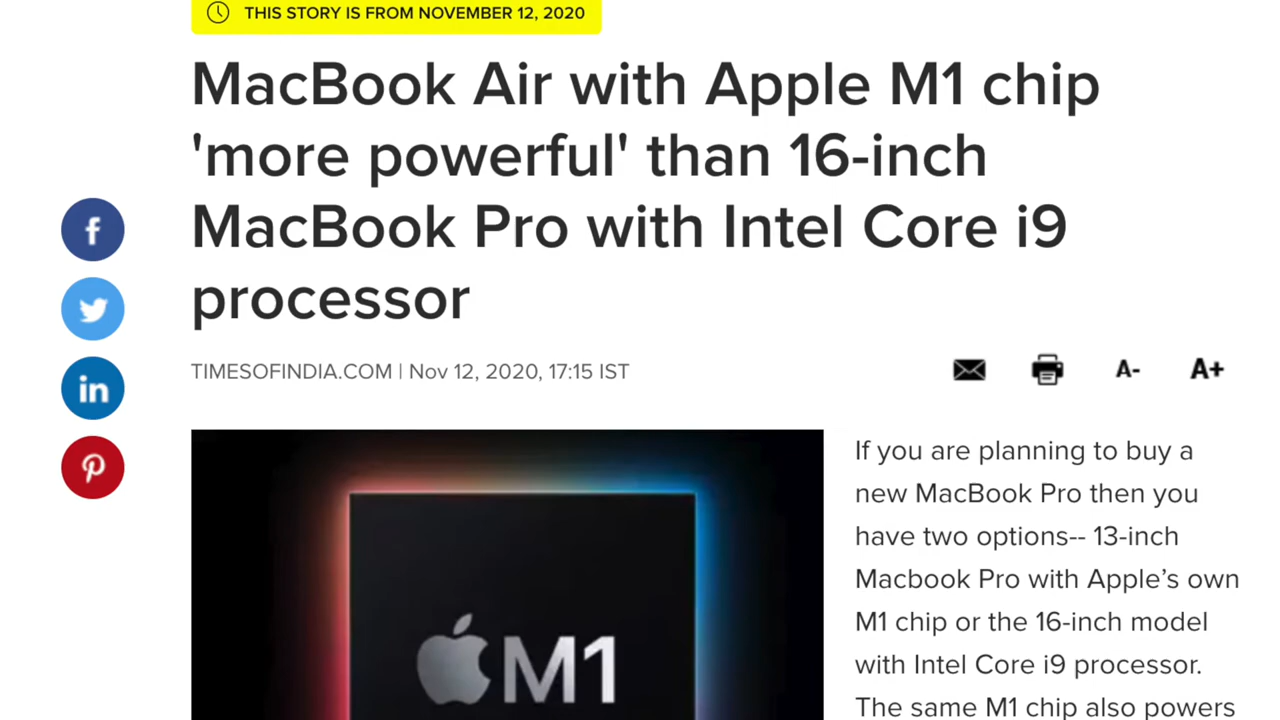 THIS STORY IS FROM NOVEMBER 12, 2020
MacBook Air with Apple M1 chip
'more powerful' than 16-inch
MacBook Pro with Intel Core i9
processor
TIMESOFINDIA.COM | Nov 12, 2020, 17:15 IST
A- A+
f
in
If you are planning to buy a
new MacBook Pro then you
have two options-- 13-inch
Macbook Pro with Apple’s own
M1 chip or the 16-inch model
with Intel Core i9 processor.
The same M1 chip also powers
M1